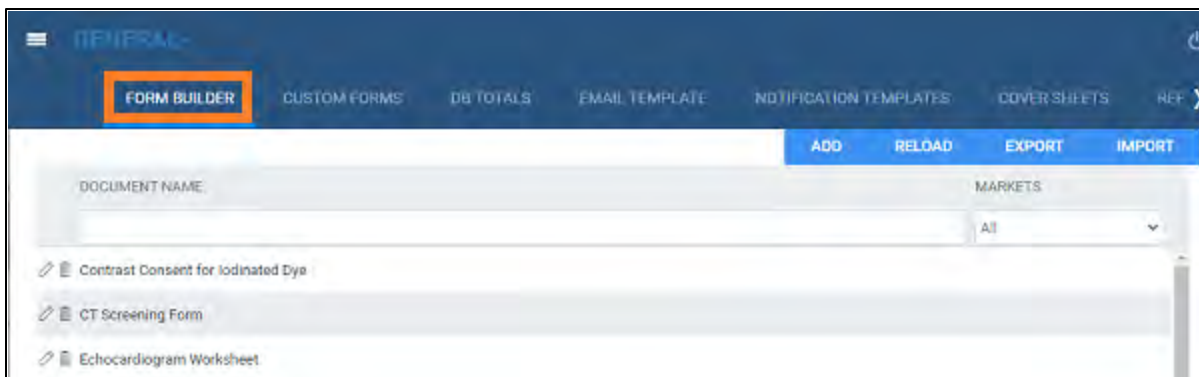 GENERAL
FORM BUILDER CUSTOM FORMS DB TOTALS EMAIL TEMPLATE NOTIFICATION TEMPLATES COVER SHEETS REF
ADD RELOAD EXPORT IMPORT
DOCUMENT NAME MARKETS
All
Contrast Consent for Iodinated Dye
CT Screening Form
Echocardiogram Worksheet